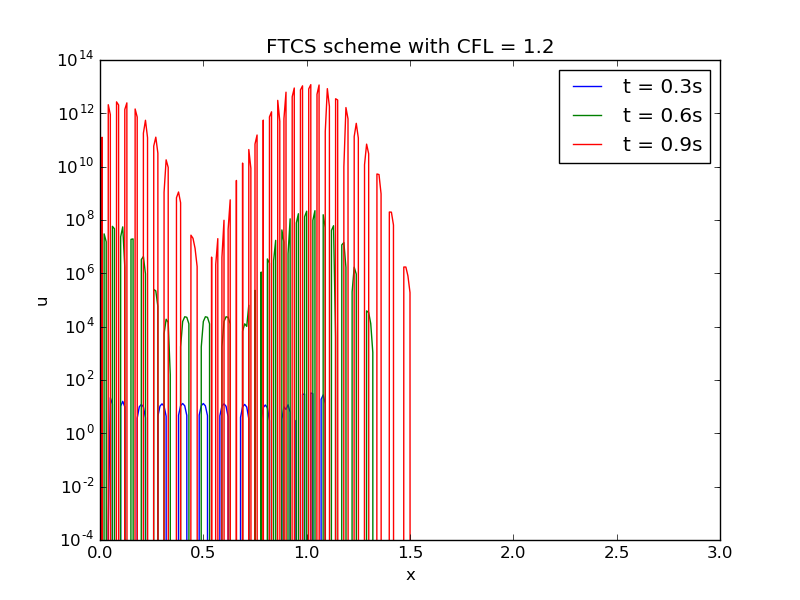 FTCS scheme with CFL = 1.2
t = 0.3s
t = 0.6s
t = 0.9s
10^14
10^12
10^10
10^8
10^6
10^4
10^2
10^0
10^-2
10^-4
u
0.0 0.5 1.0 1.5 2.0 2.5 3.0
x